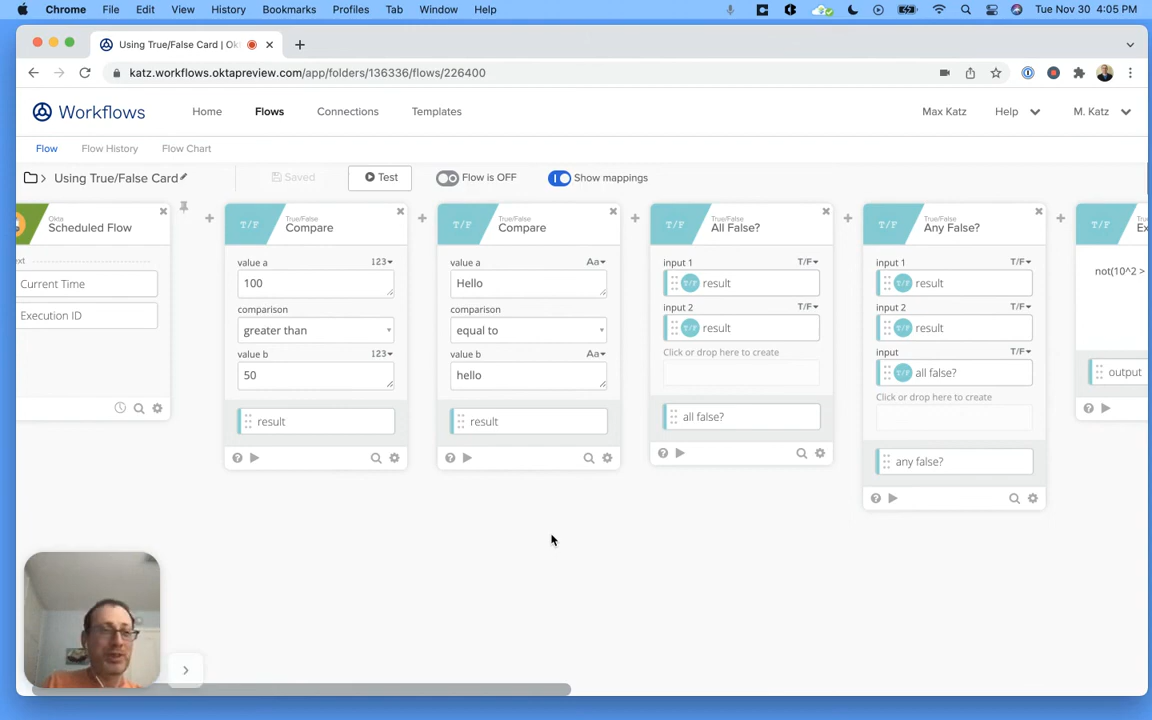 Chrome File Edit View History Bookmarks Profiles Tab Window Help Tue Nov 30 4:05 PM
Using True/False Card | Ok
katz.workflows.oktapreview.com/app/folders/136336/flows/226400
Workflows Home Flows Connections Templates Max Katz Help M. Katz
Flow Flow History Flow Chart
Using True/False Card Saved Test Flow is OFF Show mappings
Okta
Scheduled Flow
ext
Current Time
Execution ID
T/F
True/False
Compare
value a 123
100
comparison
greater than
value b 123
50
result
T/F
True/False
Compare
value a Aa
Hello
comparison
equal to
value b Aa
hello
result
T/F
True/False
All False?
input 1 T/F
T/F result
input 2 T/F
T/F result
Click or drop here to create
all false?
T/F
True/False
Any False?
input 1 T/F
T/F result
input 2 T/F
T/F result
input T/F
T/F all false?
Click or drop here to create
any false?
T/F
Tr
Ex
not(10^2 >
output